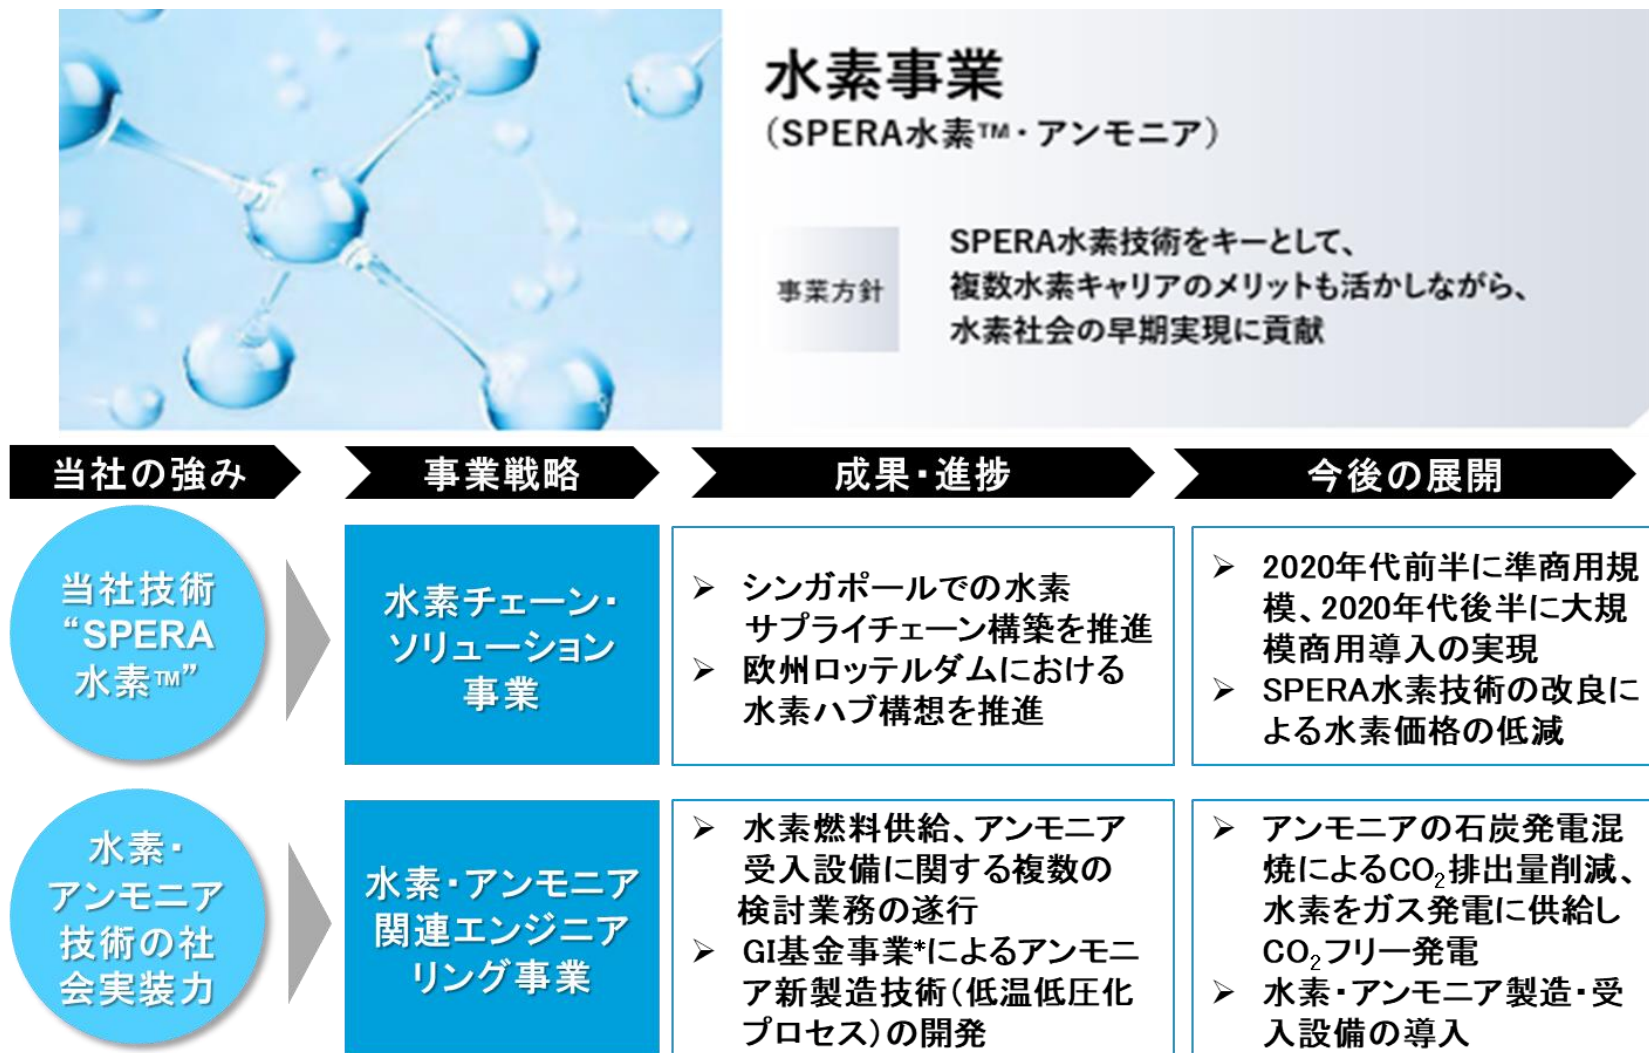 水素事業
（SPERA水素™・アンモニア）
事業方針
SPERA水素技術をキーとして、
複数水素キャリアのメリットも活かしながら、
水素社会の早期実現に貢献
当社の強み
事業戦略
成果・進捗
今後の展開
当社技術
“SPERA
水素™”
水素チェーン・
ソリューション
事業
➢ シンガポールでの水素
サプライチェーン構築を推進
➢ 欧州ロッテルダムにおける
水素ハブ構想を推進
➢ 2020年代前半に準商用規
模、2020年代後半に大規
模商用導入の実現
➢ SPERA水素技術の改良に
よる水素価格の低減
水素・
アンモニア
技術の社
会実装力
水素・アンモニア
関連エンジニア
リング事業
➢ 水素燃料供給、アンモニア
受入設備に関する複数の
検討業務の遂行
➢ GI基金事業*によるアンモニ
ア新製造技術（低温低圧化
プロセス）の開発
➢ アンモニアの石炭発電混
焼によるCO₂排出量削減、
水素をガス発電に供給し
CO₂フリー発電
➢ 水素・アンモニア製造・受
入設備の導入